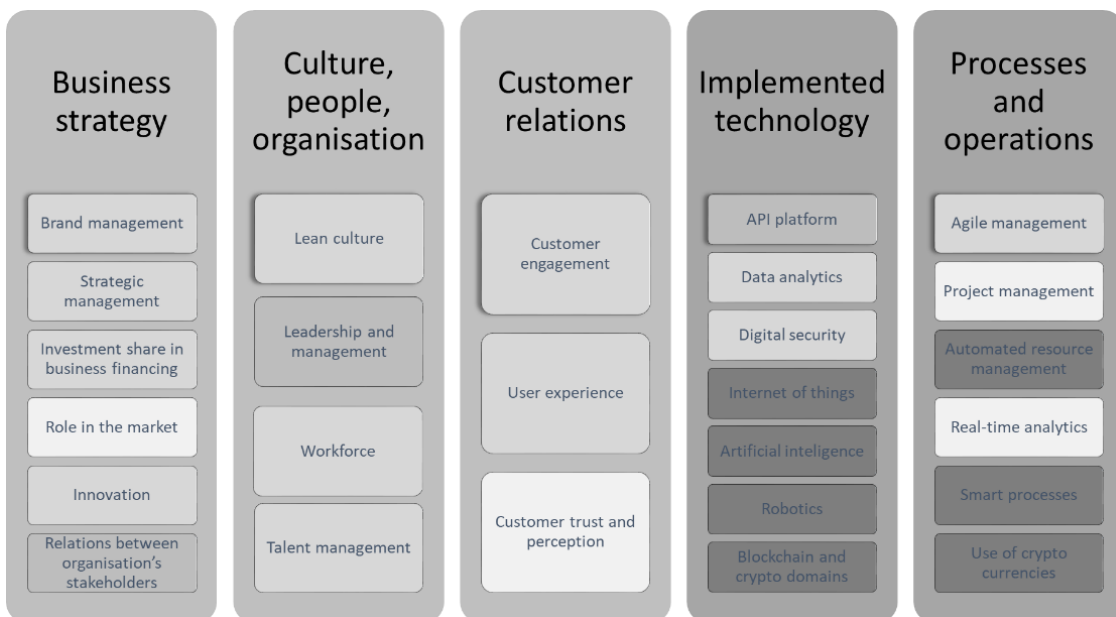 Business
strategy
Brand management
Strategic
management
Investment share in
business financing
Role in the market
Innovation
Relations between
organisation's
stakeholders
Culture,
people,
organisation
Lean culture
Leadership and
management
Workforce
Talent management
Customer
relations
Customer
engagement
User experience
Customer trust and
perception
Implemented
technology
API platform
Data analytics
Digital security
Internet of things
Artificial inteligence
Robotics
Blockchain and
crypto domains
Processes
and
operations
Agile management
Project management
Automated resource
management
Real-time analytics
Smart processes
Use of crypto
currencies